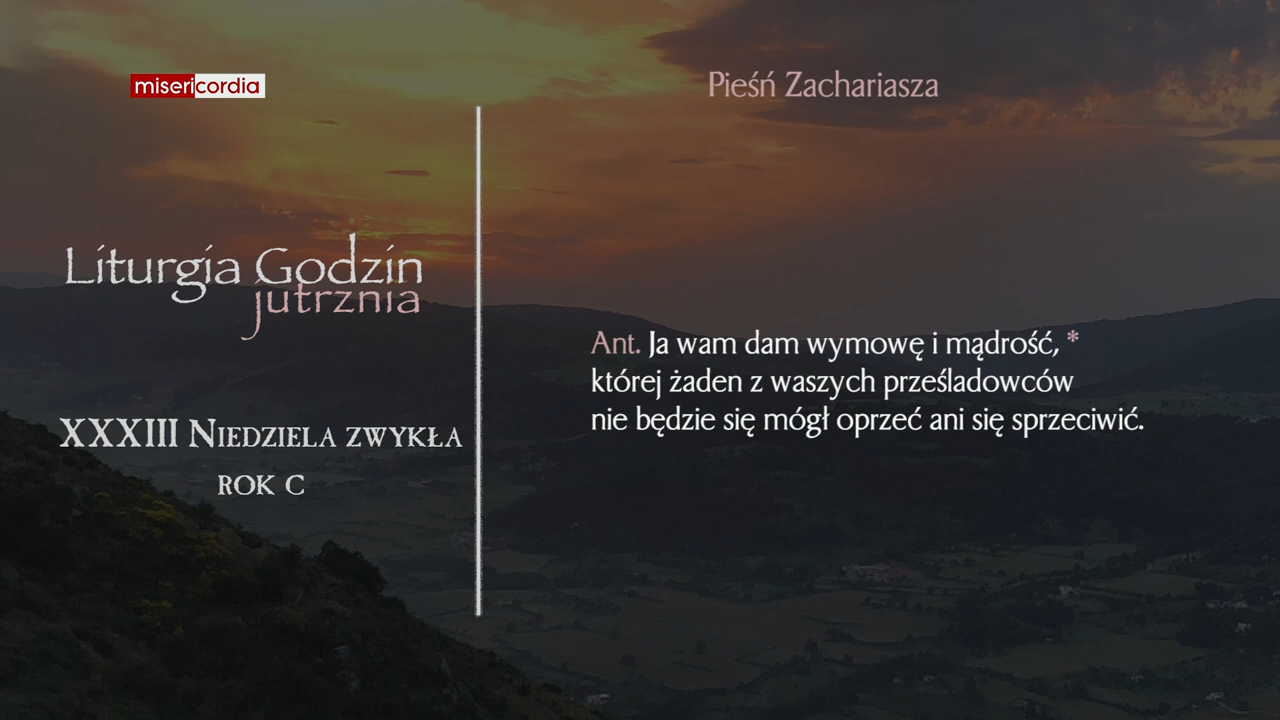 misericordia
Pieśń Zachariasza
Liturgia Godzin
jutrznia
XXXIII Niedziela zwykła
rok C
Ant. Ja wam dam wymowę i mądrość, *
której żaden z waszych prześladowców
nie będzie się mógł oprzeć ani się sprzeciwić.